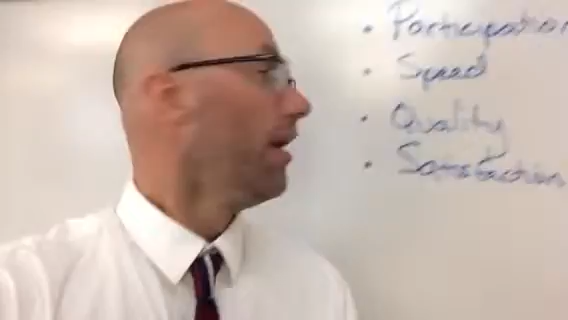 • Participation
• Speed
• Quality
• Satisfaction